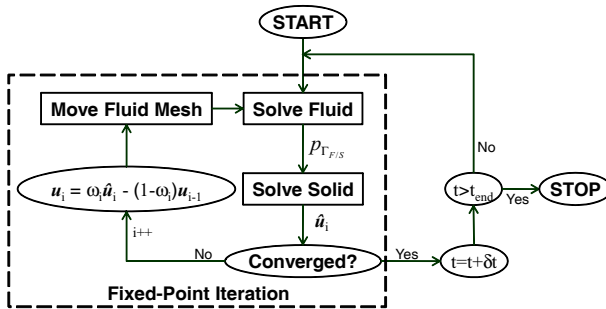 START
Move Fluid Mesh
Solve Fluid
p_{Γ_{F/S}}
No
u_i = ω_i û_i - (1-ω_i)u_{i-1}
Solve Solid
t>t_end
Yes
STOP
û_i
i++
No
Converged?
Yes
t=t+δt
Fixed-Point Iteration